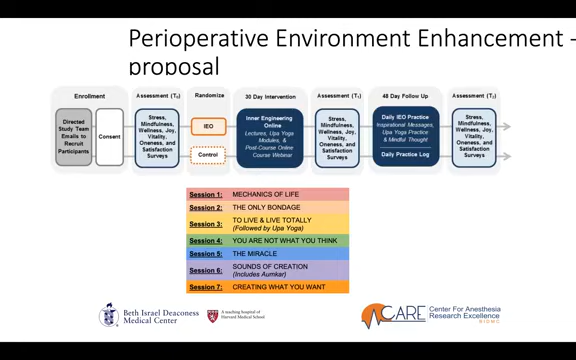 Perioperative Environment Enhancement -
proposal
Enrollment
Directed
Study Team
Emails to
Recruit
Participants
Consent
Assessment (T₀)
Stress,
Mindfulness,
Wellness, Joy,
Vitality,
Oneness, and
Satisfaction
Surveys
Randomize
IEO
Control
30 Day Intervention
Inner Engineering
Online
Lectures, Upa Yoga
Modules, &
Post-Course Online
Course Webinar
Assessment (T₁)
Stress,
Mindfulness,
Wellness, Joy,
Vitality,
Oneness, and
Satisfaction
Surveys
48 Day Follow Up
Daily IEO Practice
Inspirational Messages,
Upa Yoga Practice
& Mindful Thought
Daily Practice Log
Assessment (T₂)
Stress,
Mindfulness,
Wellness, Joy,
Vitality,
Oneness, and
Satisfaction
Surveys
Session 1: MECHANICS OF LIFE
Session 2: THE ONLY BONDAGE
Session 3: TO LIVE & LIVE TOTALLY
(Followed by Upa Yoga)
Session 4: YOU ARE NOT WHAT YOU THINK
Session 5: THE MIRACLE
Session 6: SOUNDS OF CREATION
(Includes Aumkar)
Session 7: CREATING WHAT YOU WANT
Beth Israel Deaconess
Medical Center
A teaching hospital of
Harvard Medical School
CARE
Center For Anesthesia
Research Excellence
BIDMC